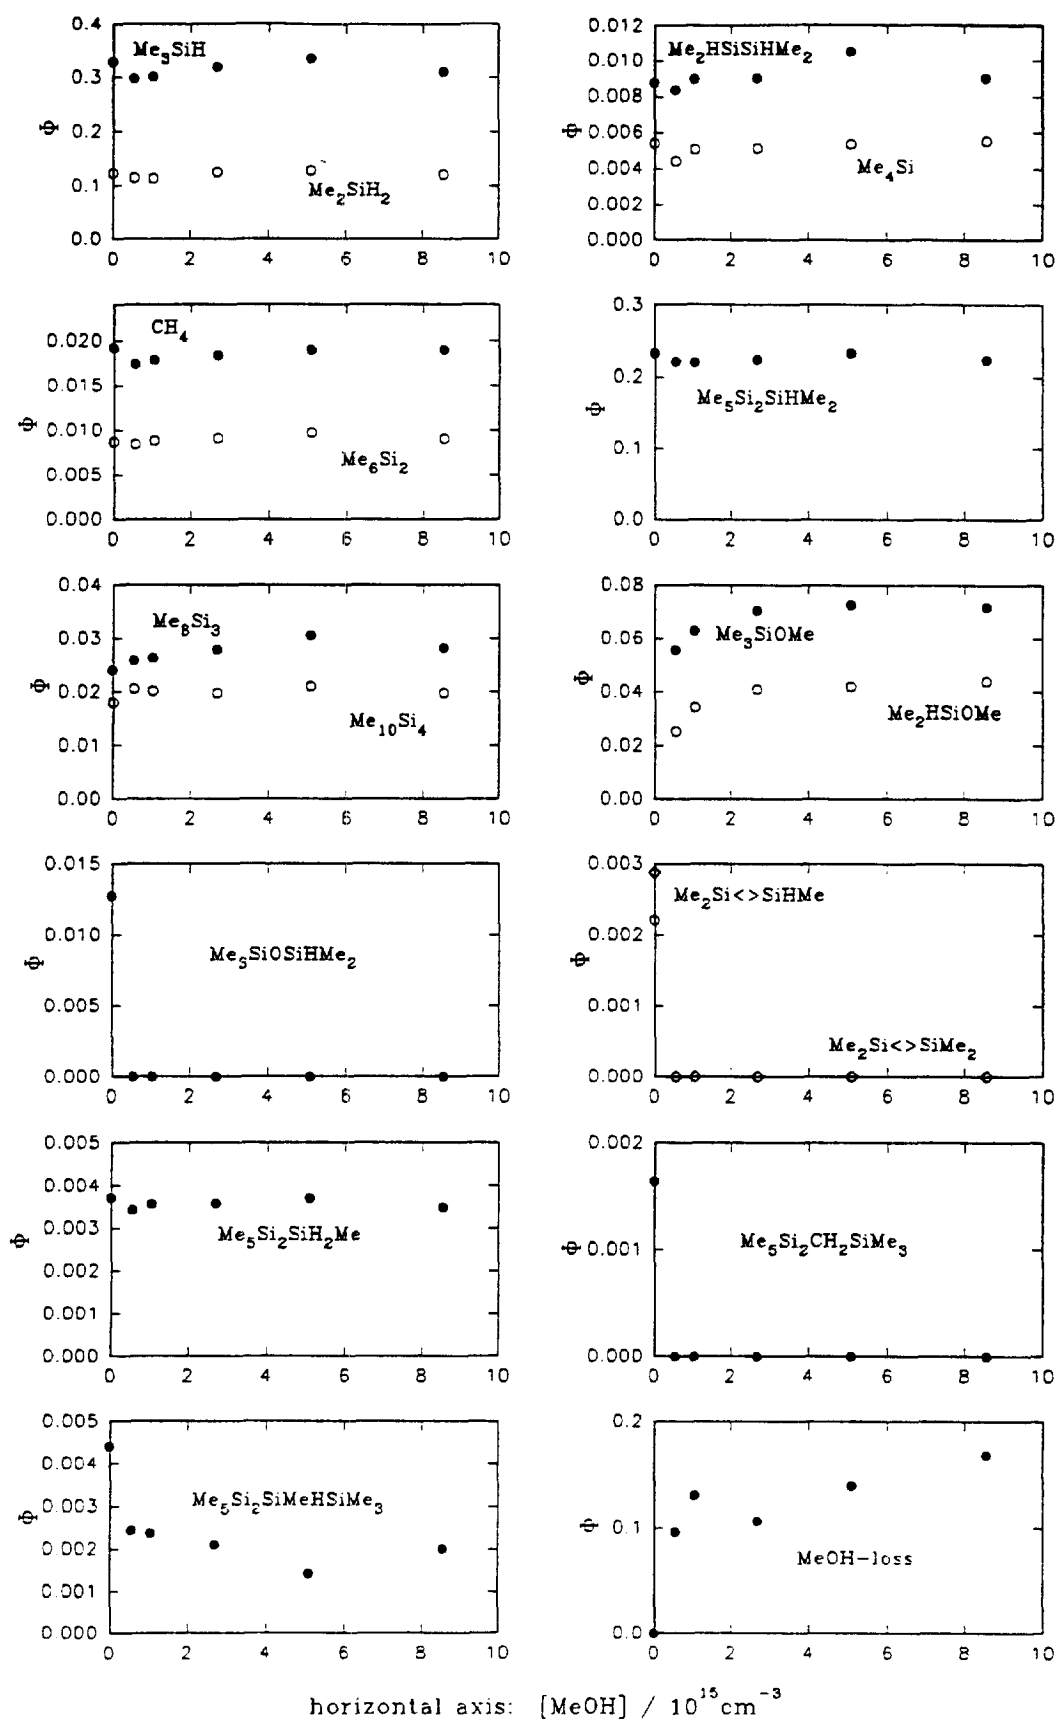 0.4
0.3
0.2
0.1
0.0
Φ
Me3SiH
Me2SiH2
0 2 4 6 8 10
0.012
0.010
0.008
0.006
0.004
0.002
0.000
Φ
Me2HSiSiHMe2
Me4Si
0 2 4 6 8 10
0.020
0.015
0.010
0.005
0.000
Φ
CH4
Me6Si2
0 2 4 6 8 10
0.3
0.2
0.1
0.0
Φ
Me5Si2SiHMe2
0 2 4 6 8 10
0.04
0.03
0.02
0.01
0.00
Φ
Me8Si3
Me10Si4
0 2 4 6 8 10
0.08
0.06
0.04
0.02
0.00
Φ
Me3SiOMe
Me2HSiOMe
0 2 4 6 8 10
0.015
0.010
0.005
0.000
Φ
Me3SiOSiHMe2
0 2 4 6 8 10
0.003
0.002
0.001
0.000
Φ
Me2Si<>SiHMe
Me2Si<>SiMe2
0 2 4 6 8 10
0.005
0.004
0.003
0.002
0.001
0.000
Φ
Me5Si2SiH2Me
0 2 4 6 8 10
0.002
0.001
0.000
Φ
Me5Si2CH2SiMe3
0 2 4 6 8 10
0.005
0.004
0.003
0.002
0.001
0.000
Φ
Me5Si2SiMeHSiMe3
0 2 4 6 8 10
0.2
0.1
0.0
Φ
MeOH-loss
0 2 4 6 8 10
horizontal axis: [MeOH] / 10^15 cm^-3